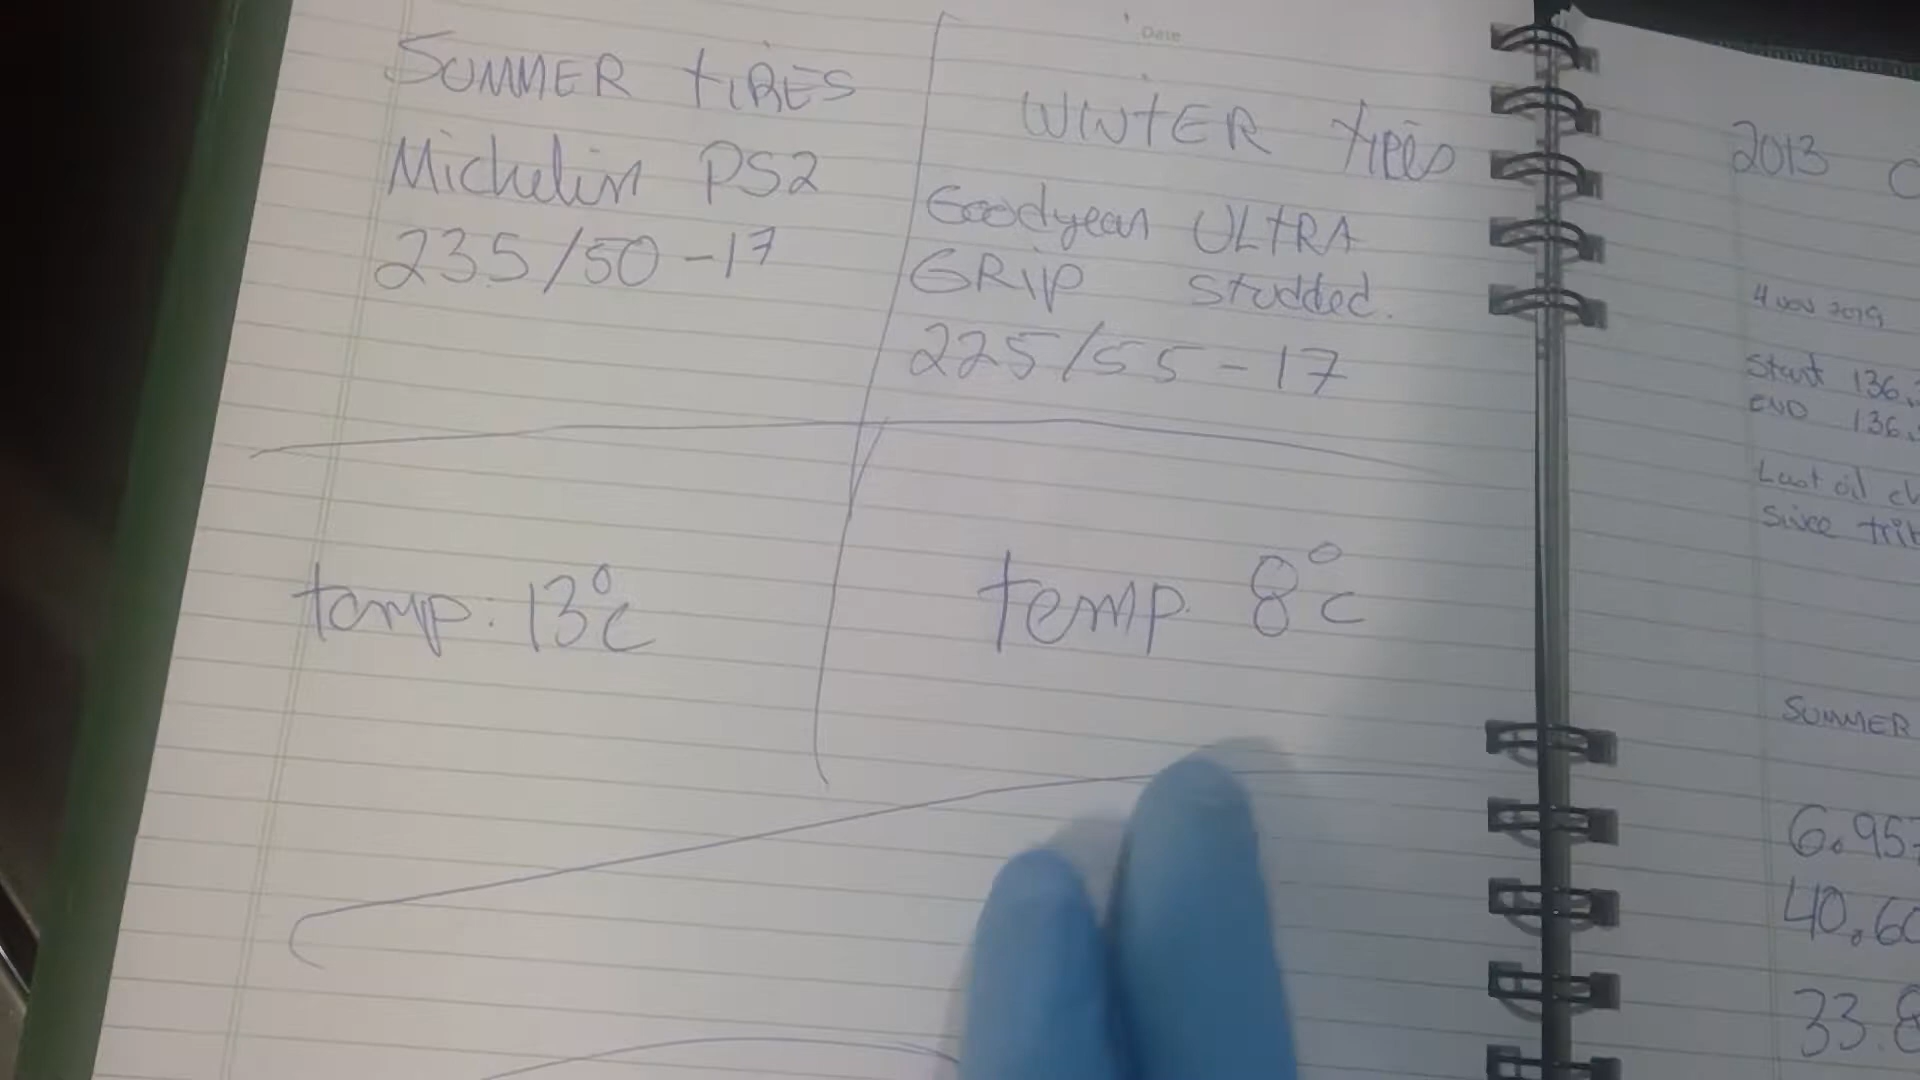 SUMMER tIRES
Michelin PS2
235/50-17
temp: 13°c
Date
WINtER tires
Goodyear ULtRA
GRip Studded.
225/55-17
temp. 8°c
2013
4 NOV 2019
Start 136.
END 136.
Last oil
Since
SUMMER
6.957
40.60
33.8